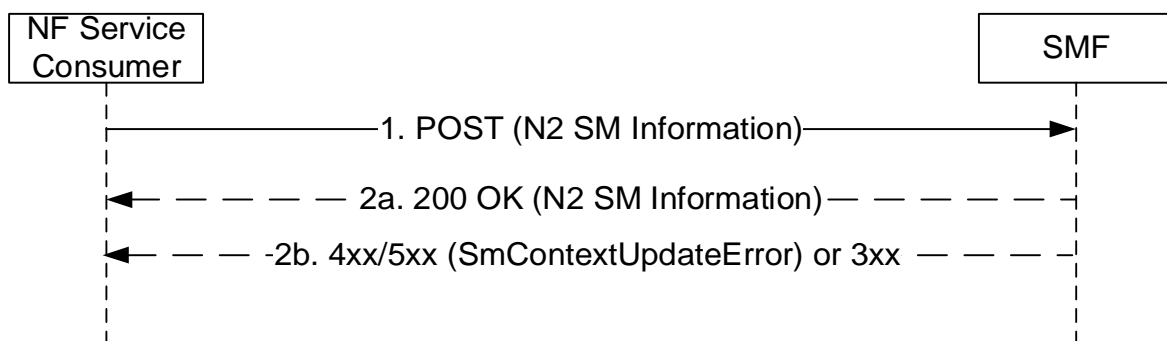 NF Service
Consumer
SMF
1. POST (N2 SM Information)
2a. 200 OK (N2 SM Information)
2b. 4xx/5xx (SmContextUpdateError) or 3xx